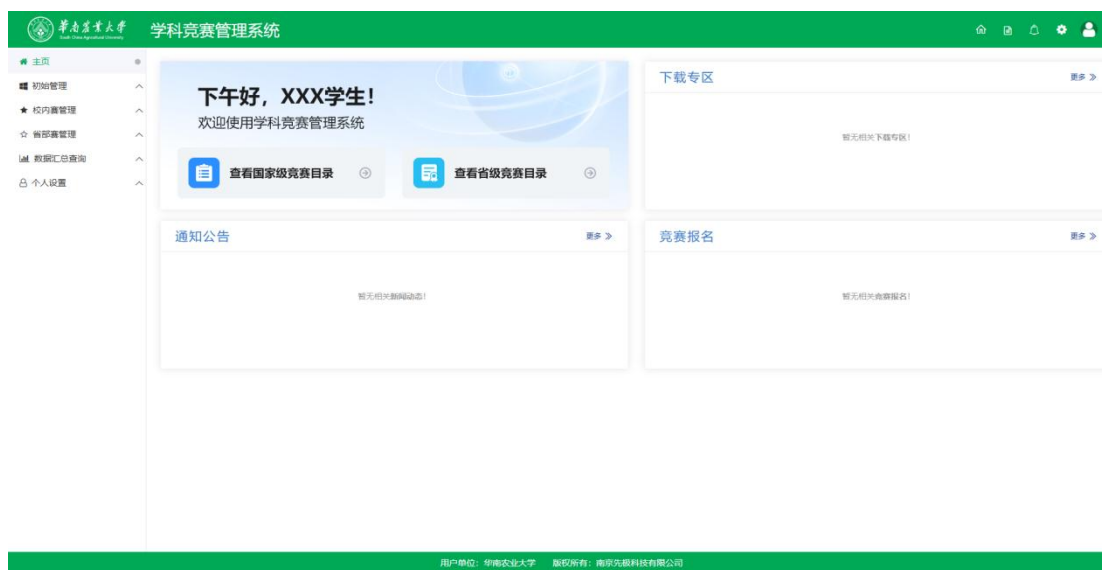 华南农业大学
South China Agricultural University
学科竞赛管理系统
主页
初始管理
校内赛管理
省部赛管理
数据汇总查询
个人设置
下午好，XXX学生！
欢迎使用学科竞赛管理系统
查看国家级竞赛目录
查看省级竞赛目录
下载专区
更多
暂无相关下载专区！
通知公告
更多
暂无相关新闻动态！
竞赛报名
更多
暂无相关竞赛报名！
用户单位：华南农业大学 版权所有：南京先极科技有限公司